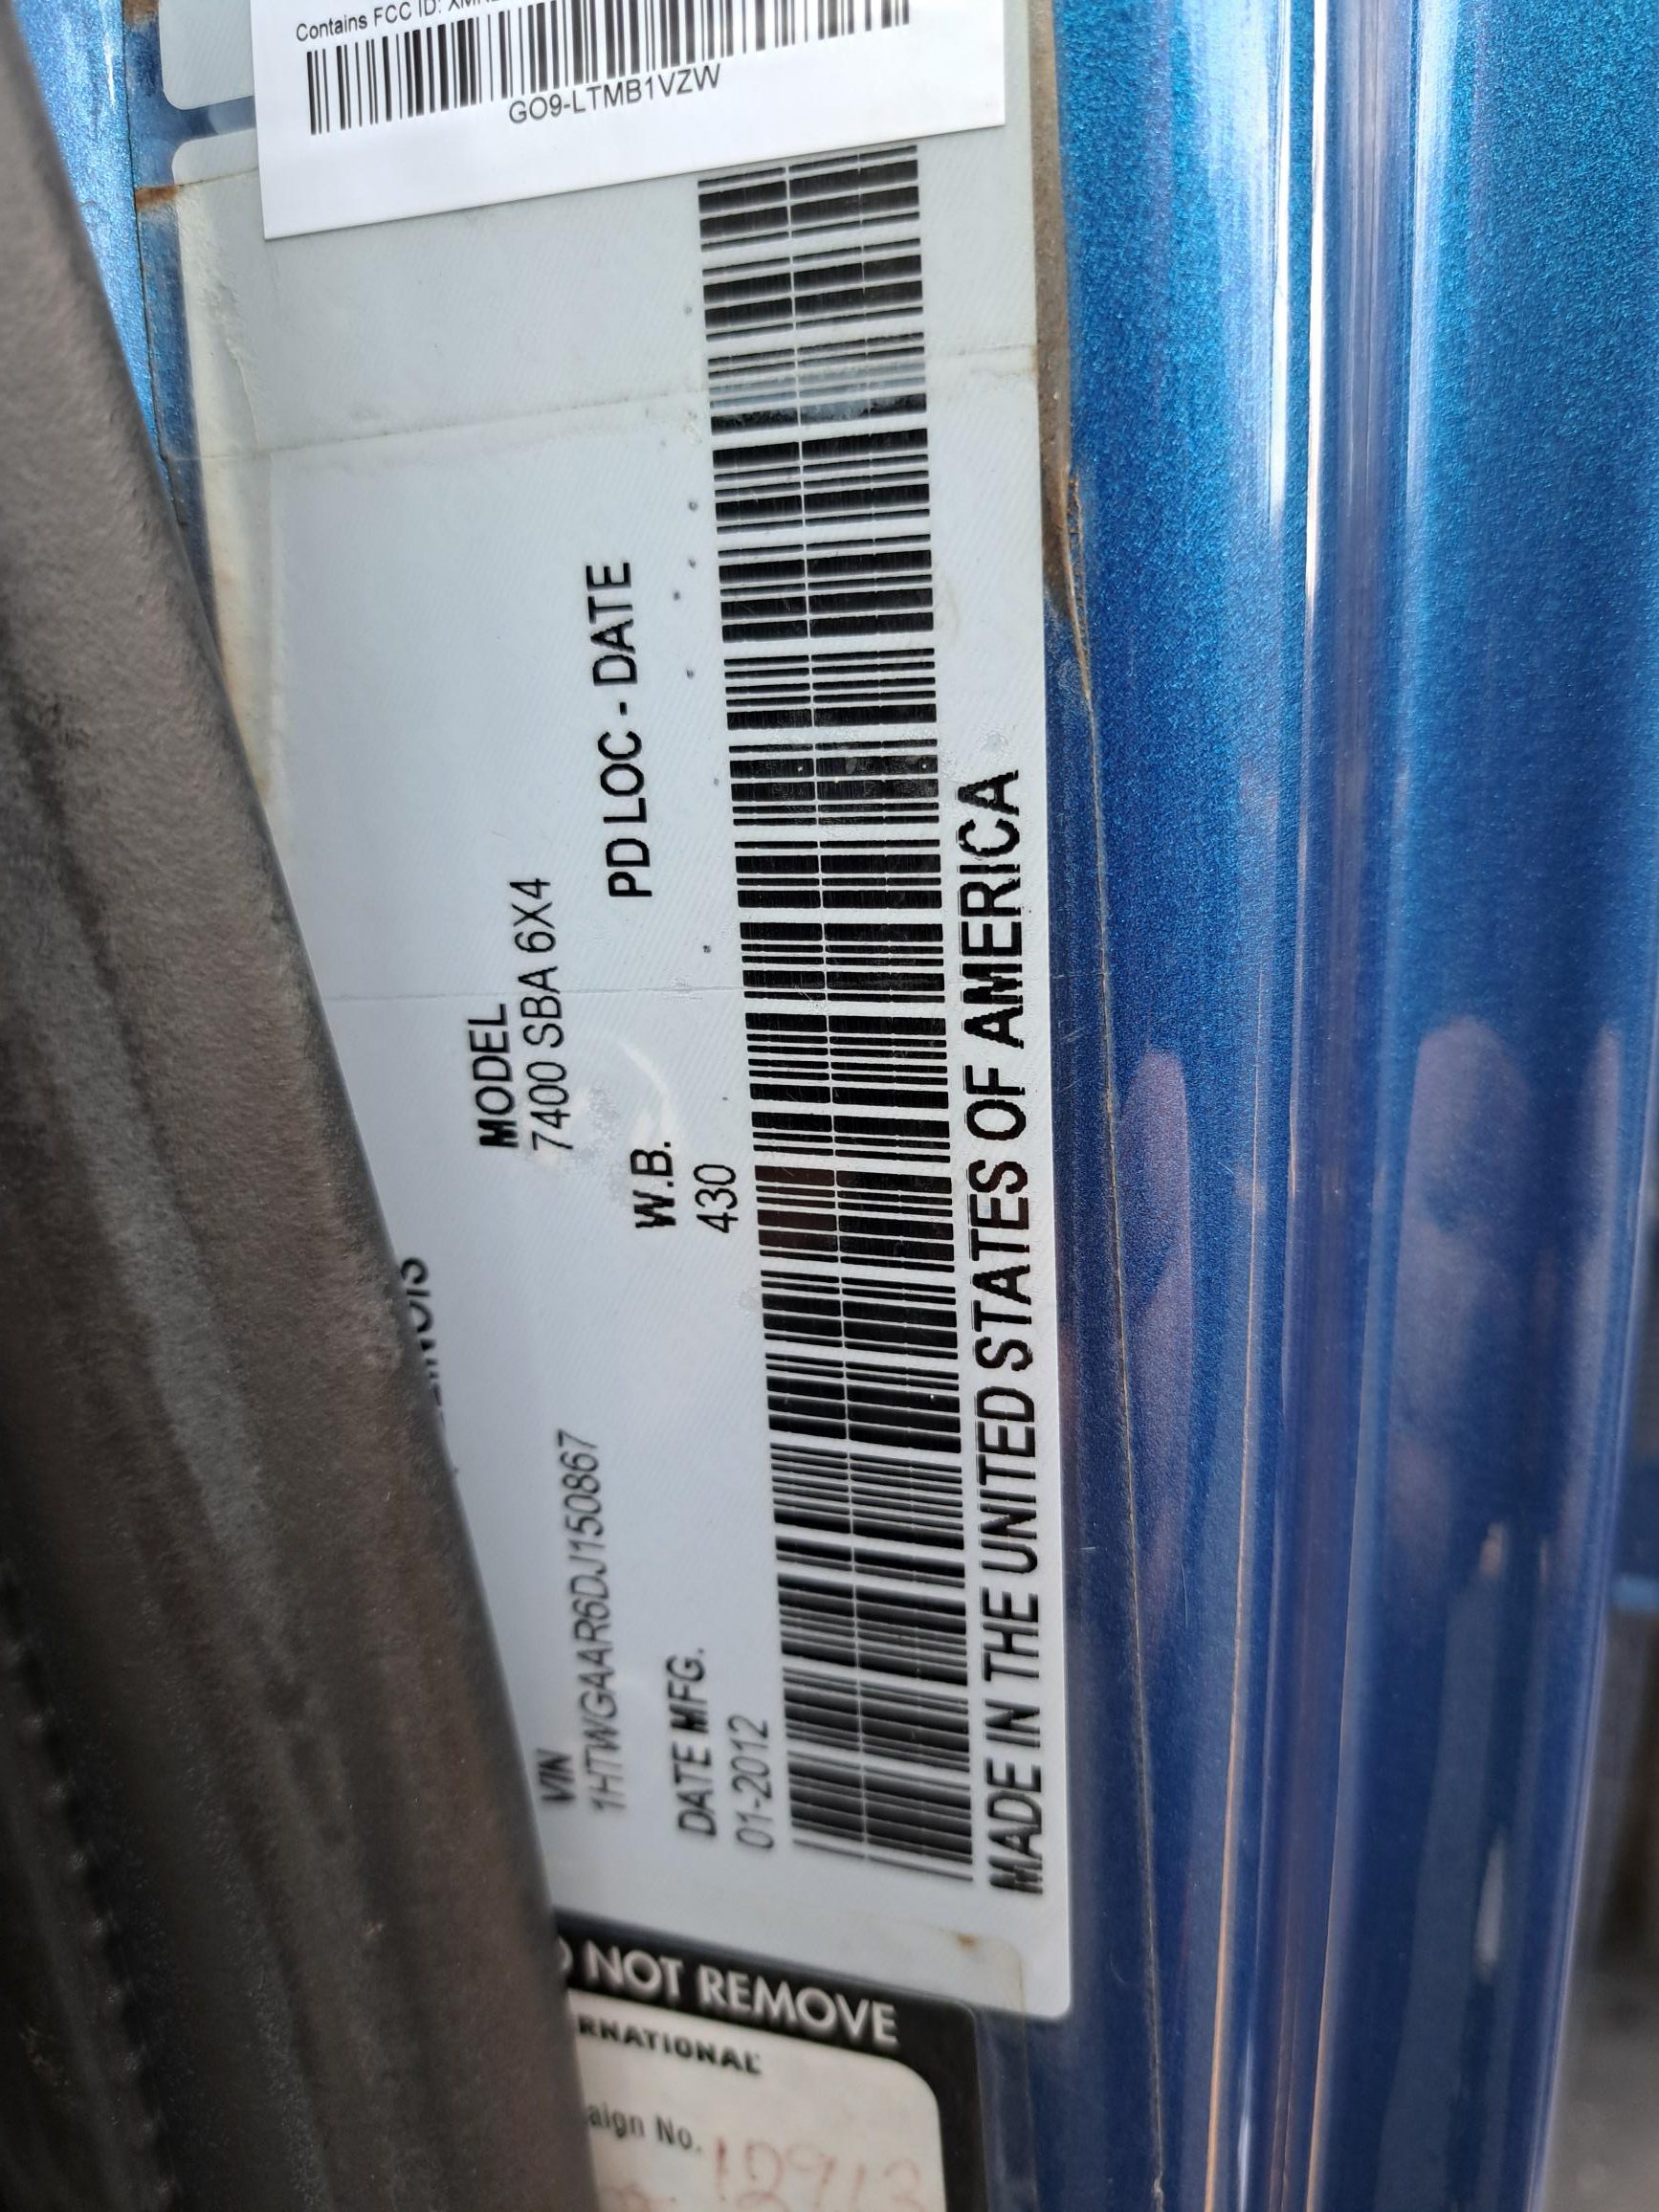 Contains FCC ID:
GO9-LTMB1VZW
MODEL
7400 SBA 6X4
VIN
1HTWGAAR6DJ150867
W.B.
430
PD LOC - DATE
DATE MFG.
01-2012
MADE IN THE UNITED STATES OF AMERICA
NOT REMOVE
No.